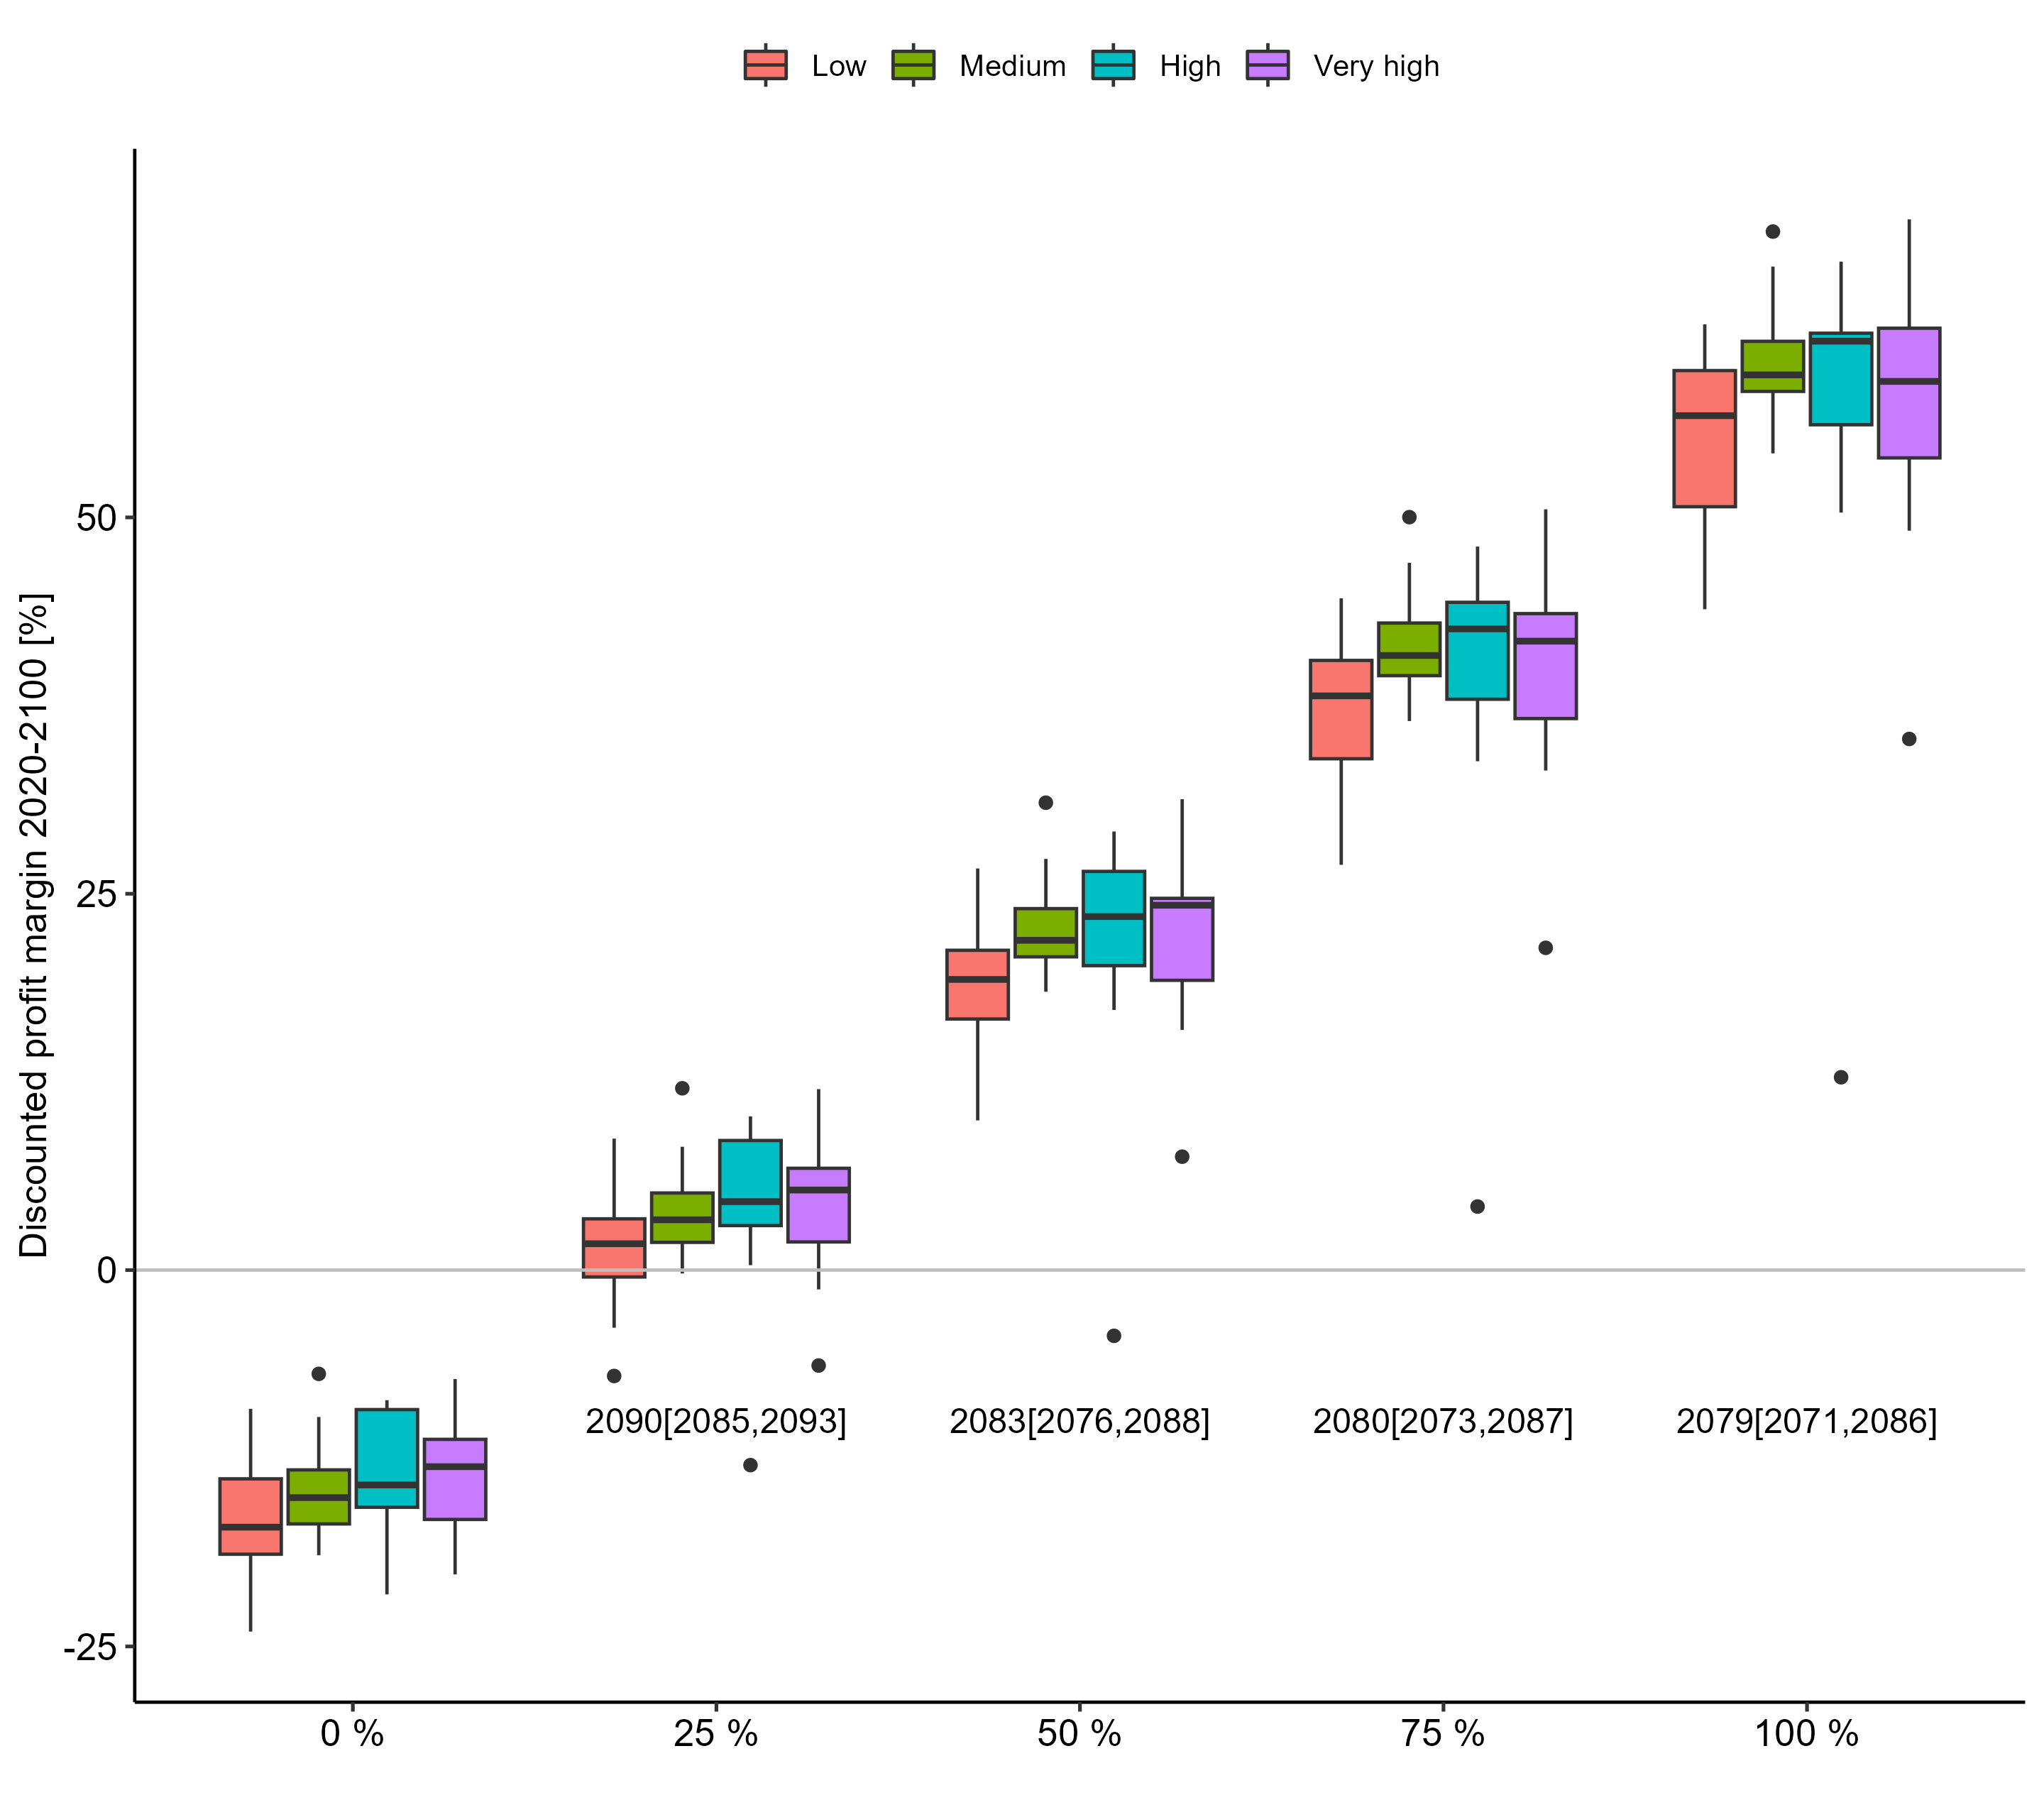 Low Medium High Very high
Discounted profit margin 2020-2100 [%]
50
25
0
-25
2090[2085,2093] 2083[2076,2088] 2080[2073,2087] 2079[2071,2086]
0 % 25 % 50 % 75 % 100 %